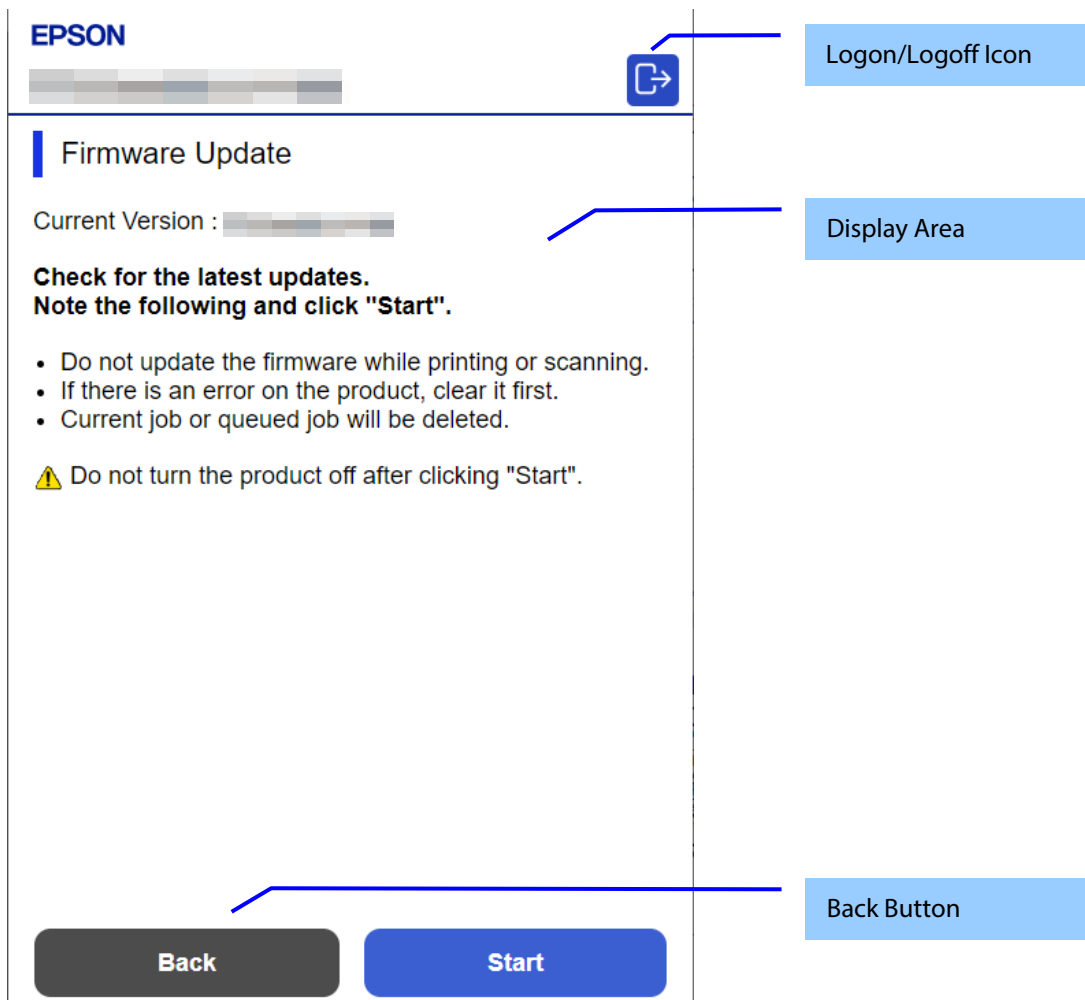 EPSON
Logon/Logoff Icon
Firmware Update
Current Version :
Display Area
Check for the latest updates.
Note the following and click "Start".
• Do not update the firmware while printing or scanning.
• If there is an error on the product, clear it first.
• Current job or queued job will be deleted.
Do not turn the product off after clicking "Start".
Back Button
Back
Start